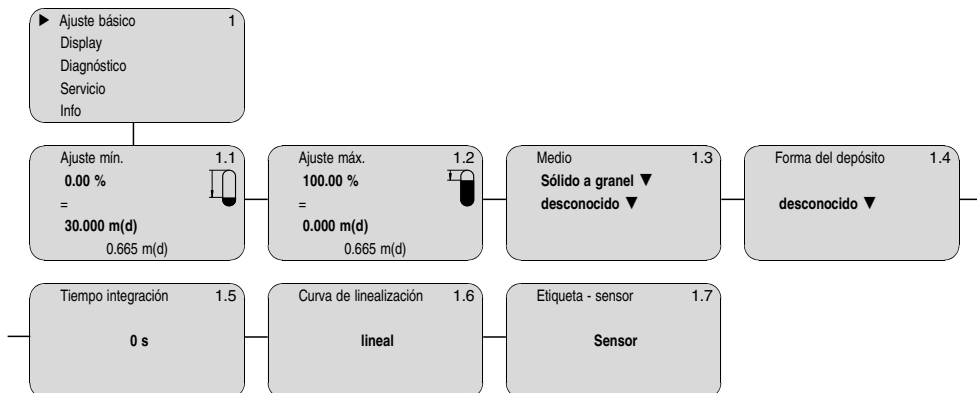 ▶ Ajuste básico 1
Display
Diagnóstico
Servicio
Info
Ajuste mín. 1.1
0.00 %
=
30.000 m(d)
0.665 m(d)
Ajuste máx. 1.2
100.00 %
=
0.000 m(d)
0.665 m(d)
Medio 1.3
Sólido a granel ▼
desconocido ▼
Forma del depósito 1.4
desconocido ▼
Tiempo integración 1.5
0 s
Curva de linealización 1.6
lineal
Etiqueta - sensor 1.7
Sensor